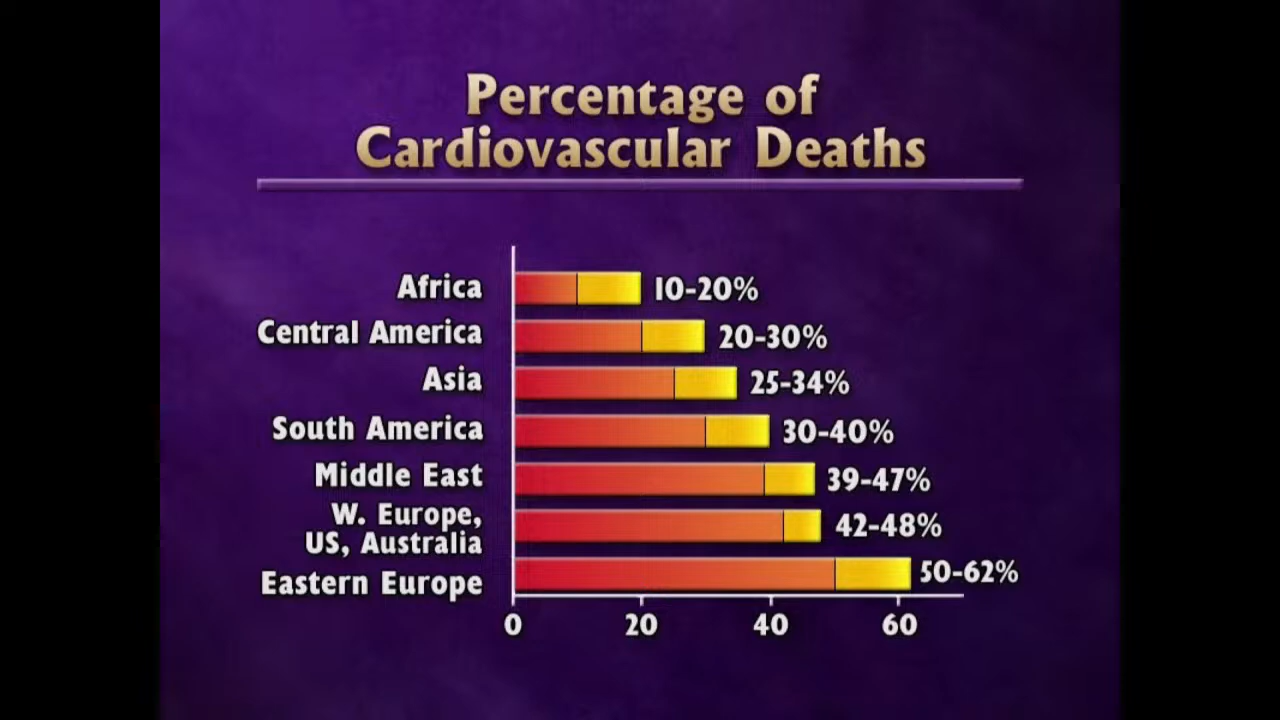 Percentage of
Cardiovascular Deaths
Africa 10-20%
Central America 20-30%
Asia 25-34%
South America 30-40%
Middle East 39-47%
W. Europe,
US, Australia 42-48%
Eastern Europe 50-62%
0 20 40 60